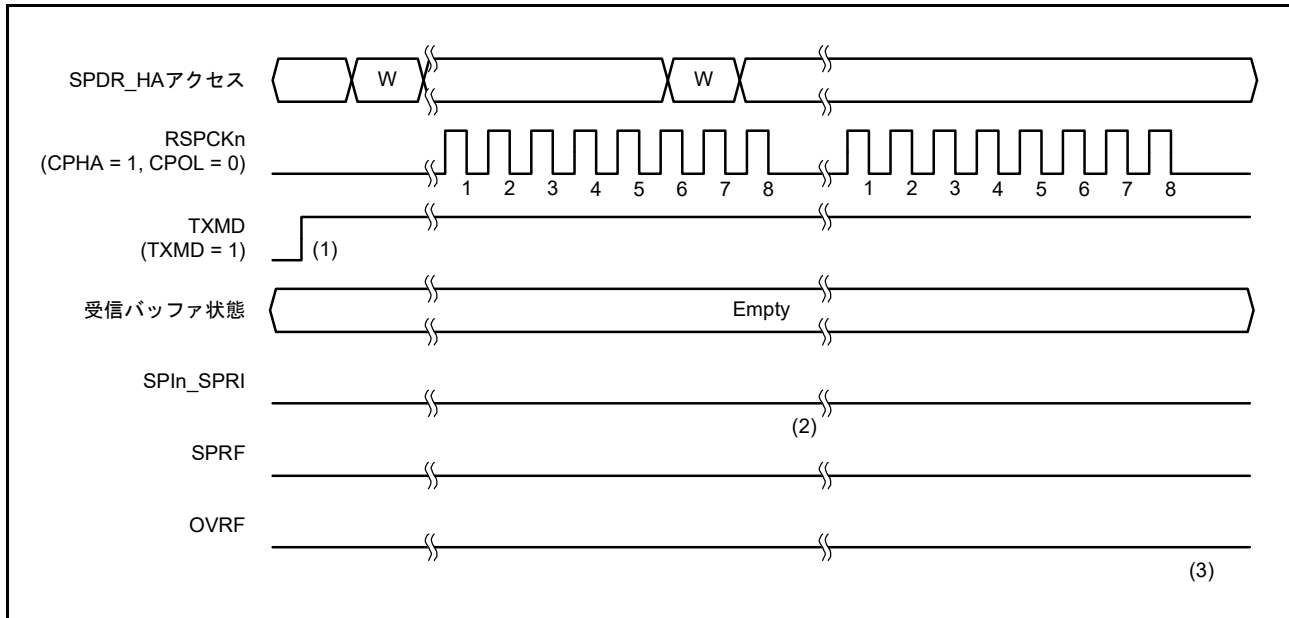 SPDR_HAアクセス
W
W
RSPCKn
(CPHA = 1, CPOL = 0)
1 2 3 4 5 6 7 8
1 2 3 4 5 6 7 8
TXMD
(TXMD = 1)
(1)
受信バッファ状態
Empty
SPIn_SPRI
(2)
SPRF
OVRF
(3)